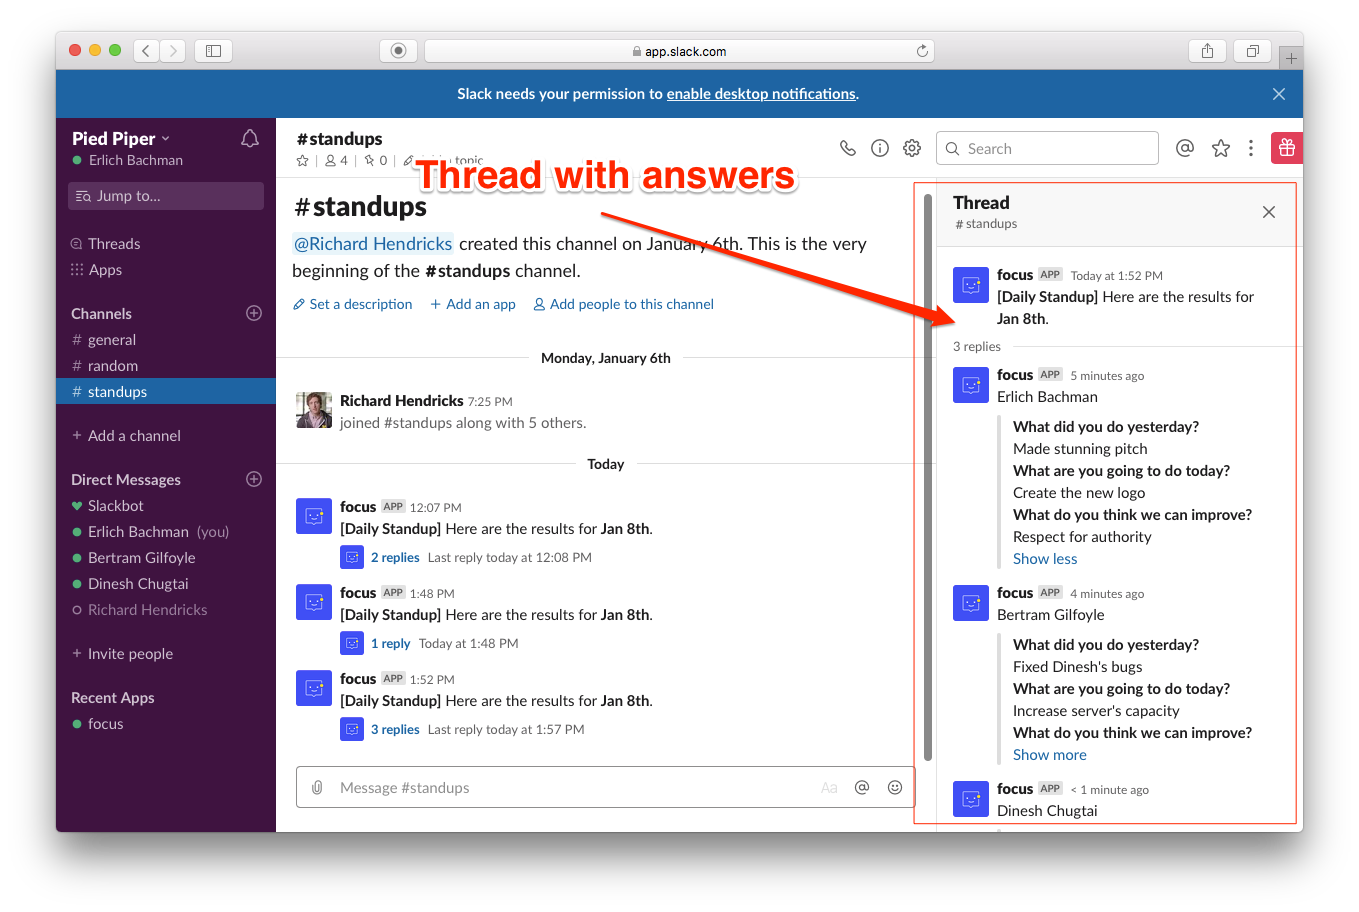 app.slack.com
Slack needs your permission to enable desktop notifications.
Pied Piper
Erlich Bachman
Jump to...
Threads
Apps
Channels
# general
# random
# standups
+ Add a channel
Direct Messages
Slackbot
Erlich Bachman (you)
Bertram Gilfoyle
Dinesh Chugtai
Richard Hendricks
+ Invite people
Recent Apps
focus
#standups
4 | 0 | topic
Search
Thread with answers
#standups
@Richard Hendricks created this channel on January 6th. This is the very
beginning of the #standups channel.
Set a description + Add an app Add people to this channel
Monday, January 6th
Richard Hendricks 7:25 PM
joined #standups along with 5 others.
Today
focus APP 12:07 PM
[Daily Standup] Here are the results for Jan 8th.
2 replies Last reply today at 12:08 PM
focus APP 1:48 PM
[Daily Standup] Here are the results for Jan 8th.
1 reply Today at 1:48 PM
focus APP 1:52 PM
[Daily Standup] Here are the results for Jan 8th.
3 replies Last reply today at 1:57 PM
Message #standups
Aa @
Thread
# standups
focus APP Today at 1:52 PM
[Daily Standup] Here are the results for
Jan 8th.
3 replies
focus APP 5 minutes ago
Erlich Bachman
What did you do yesterday?
Made stunning pitch
What are you going to do today?
Create the new logo
What do you think we can improve?
Respect for authority
Show less
focus APP 4 minutes ago
Bertram Gilfoyle
What did you do yesterday?
Fixed Dinesh's bugs
What are you going to do today?
Increase server's capacity
What do you think we can improve?
Show more
focus APP < 1 minute ago
Dinesh Chugtai